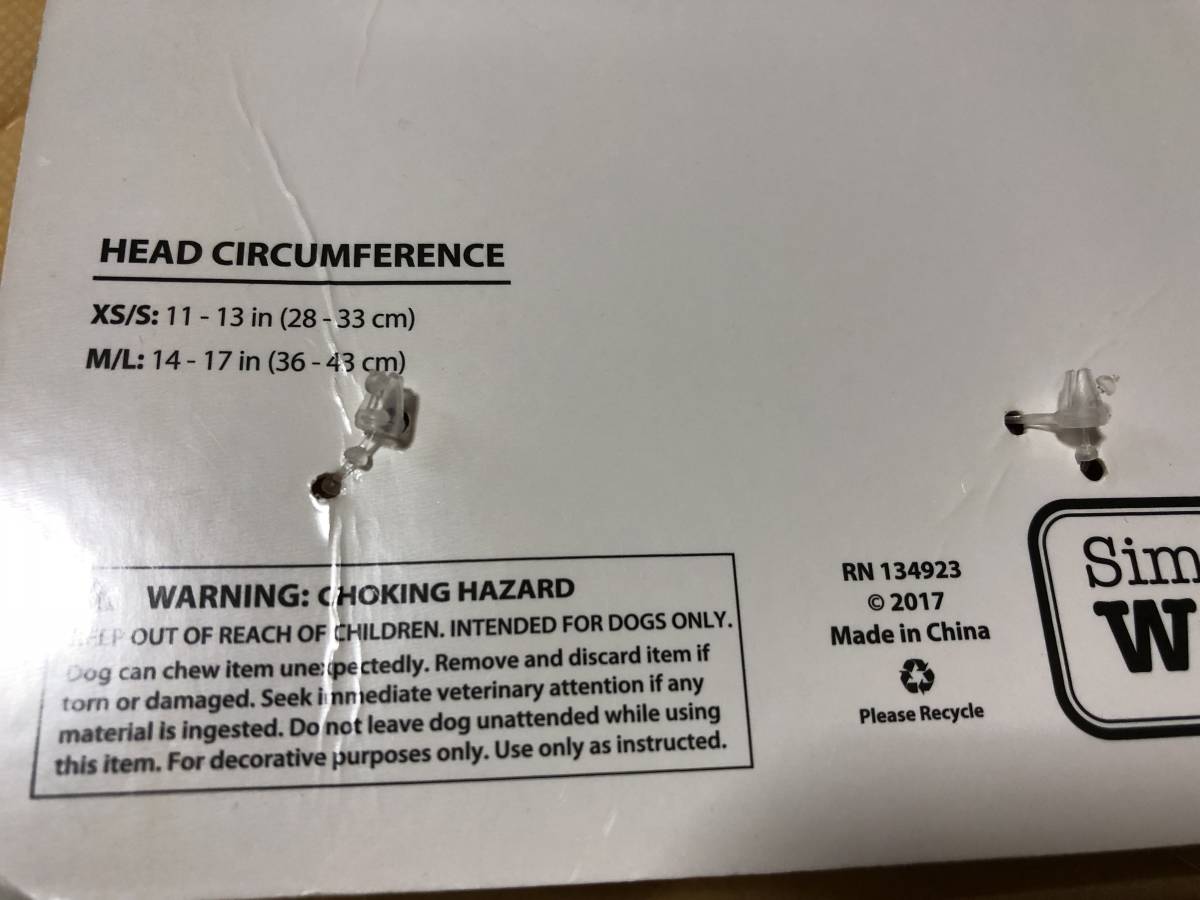 HEAD CIRCUMFERENCE
XS/S: 11 - 13 in (28 - 33 cm)
M/L: 14 - 17 in (36 - 43 cm)
WARNING: CHOKING HAZARD
KEEP OUT OF REACH OF CHILDREN. INTENDED FOR DOGS ONLY.
Dog can chew item unexpectedly. Remove and discard item if
torn or damaged. Seek immediate veterinary attention if any
material is ingested. Do not leave dog unattended while using
this item. For decorative purposes only. Use only as instructed.
RN 134923
© 2017
Made in China
Please Recycle
Sim
W